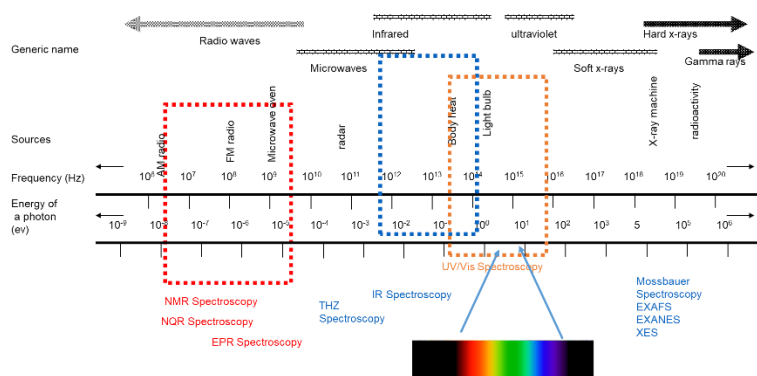 Generic name
Radio waves
Infrared
ultraviolet
Hard x-rays
Microwaves
Soft x-rays
Gamma rays
Sources
AM radio
FM radio
Microwave oven
radar
Body heat
Light bulb
X-ray machine
radioactivity
Frequency (Hz)
10⁶ 10⁷ 10⁸ 10⁹ 10¹⁰ 10¹¹ 10¹² 10¹³ 10¹⁴ 10¹⁵ 10¹⁶ 10¹⁷ 10¹⁸ 10¹⁹ 10²⁰
Energy of
a photon
(ev)
10⁻⁹ 10⁻⁸ 10⁻⁷ 10⁻⁶ 10⁻⁵ 10⁻⁴ 10⁻³ 10⁻² 10⁻¹ 10⁰ 10¹ 10² 10³ 5 10⁵ 10⁶
UV/Vis Spectroscopy
NMR Spectroscopy
NQR Spectroscopy
EPR Spectroscopy
THZ
Spectroscopy
IR Spectroscopy
Mossbauer
Spectroscopy
EXAFS
EXANES
XES